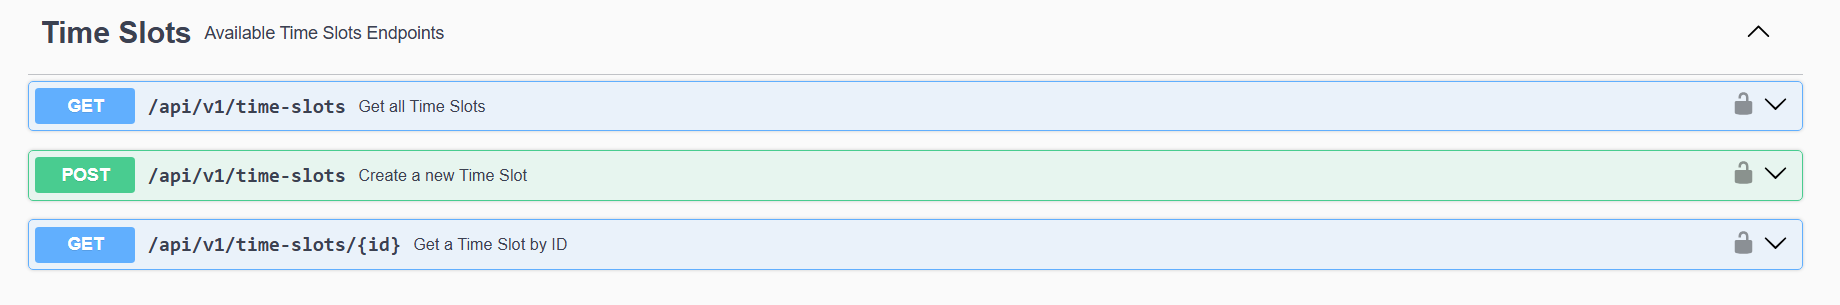 Time Slots Available Time Slots Endpoints
GET /api/v1/time-slots Get all Time Slots
POST /api/v1/time-slots Create a new Time Slot
GET /api/v1/time-slots/{id} Get a Time Slot by ID